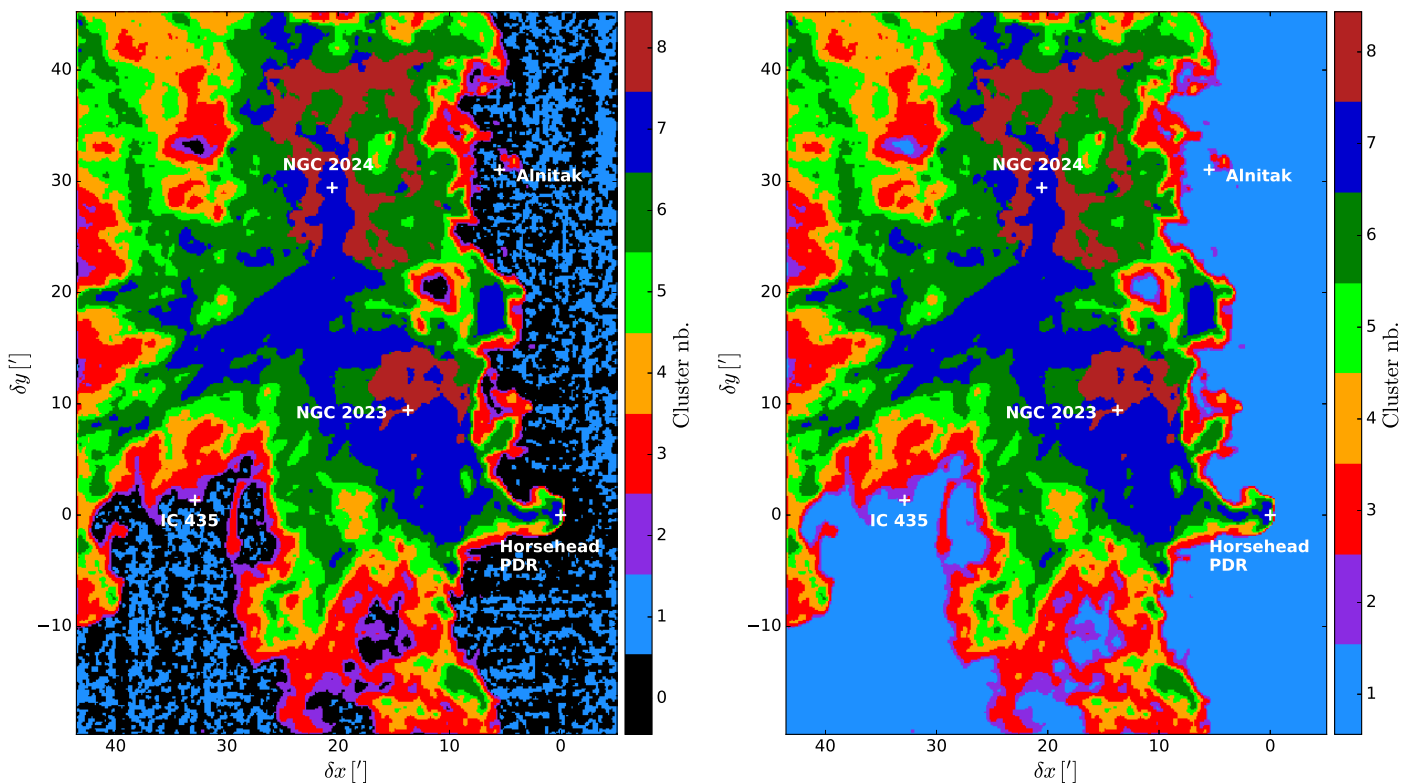 40
30
20
10
0
−10
δy [′]
40
30
20
10
0
δx [′]
NGC 2024
Alnitak
NGC 2023
IC 435
Horsehead
PDR
8
7
6
5
4
3
2
1
0
Cluster nb.
40
30
20
10
0
−10
δy [′]
40
30
20
10
0
δx [′]
NGC 2024
Alnitak
NGC 2023
IC 435
Horsehead
PDR
8
7
6
5
4
3
2
1
Cluster nb.